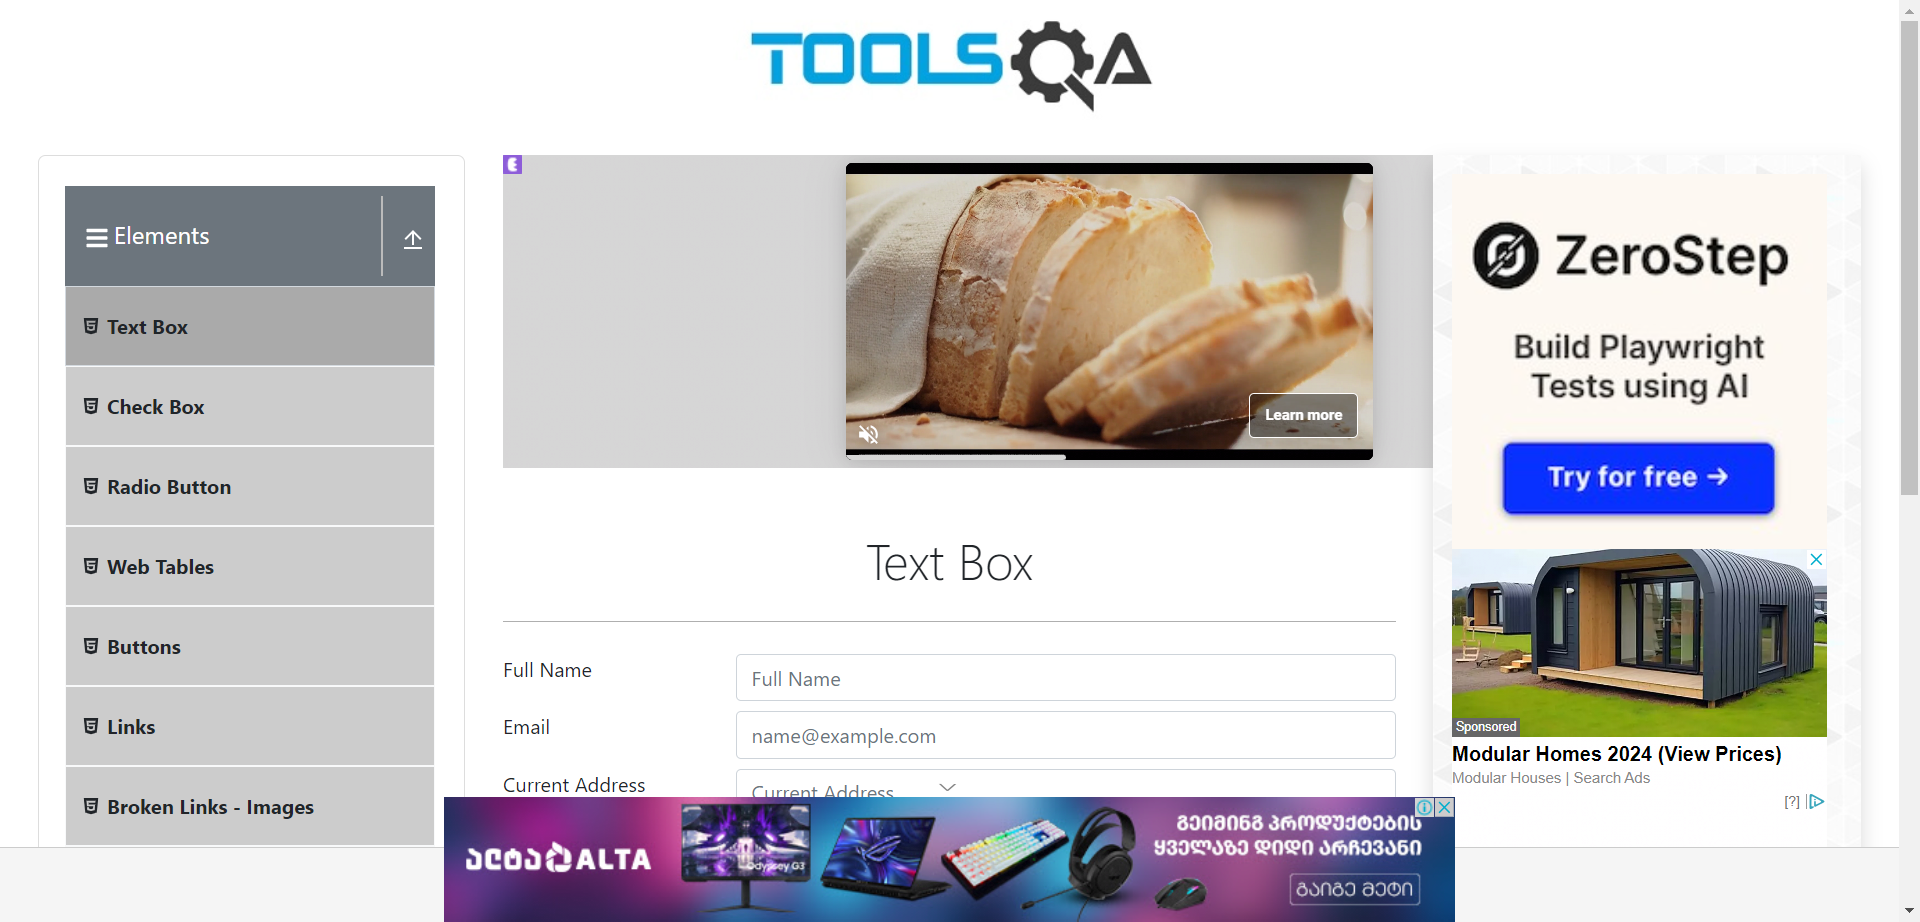 TOOLSQA
Elements
Text Box
Check Box
Radio Button
Web Tables
Buttons
Links
Broken Links - Images
Learn more
Text Box
Full Name
Full Name
Email
name@example.com
Current Address
Current Address
ZeroStep
Build Playwright
Tests using AI
Try for free →
Sponsored
Modular Homes 2024 (View Prices)
Modular Houses | Search Ads
[?]
ალტა ALTA
Odyssey G3
გეიმინგ პროდუქტების
ყველაზე დიდი არჩევანი
გაიგე მეტი